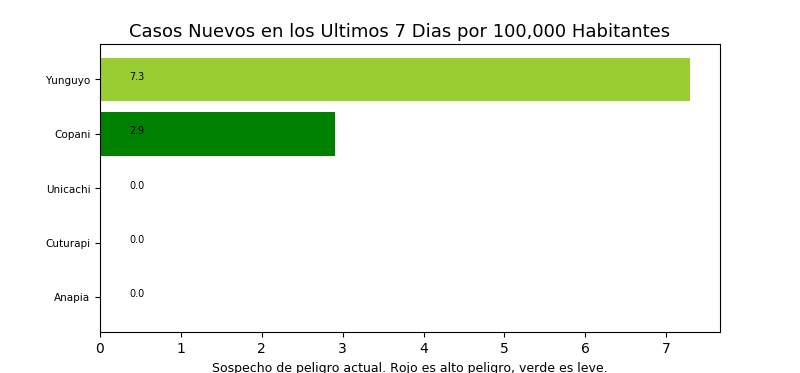 Casos Nuevos en los Ultimos 7 Dias por 100,000 Habitantes
Yunguyo 7.3
Copani 2.9
Unicachi 0.0
Cuturapi 0.0
Anapia 0.0
0 1 2 3 4 5 6 7
Sospecho de peligro actual. Rojo es alto peligro, verde es leve.